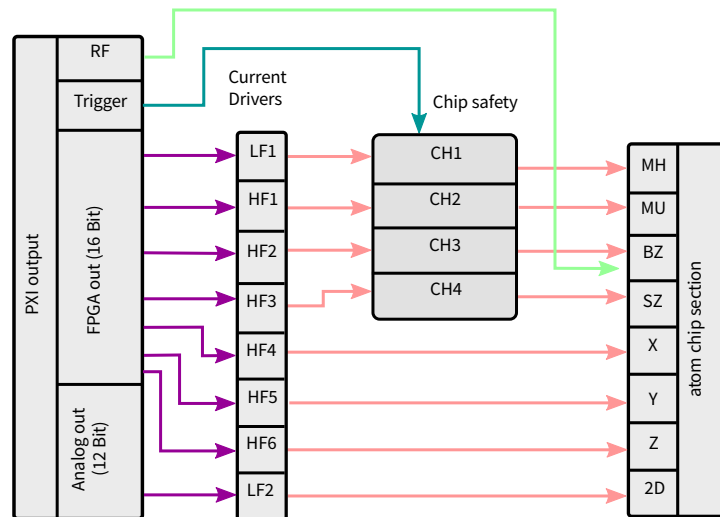 PXI output
RF
Trigger
FPGA out (16 Bit)
Analog out
(12 Bit)
Current
Drivers
LF1
HF1
HF2
HF3
HF4
HF5
HF6
LF2
Chip safety
CH1
CH2
CH3
CH4
MH
MU
BZ
SZ
X
Y
Z
2D
atom chip section